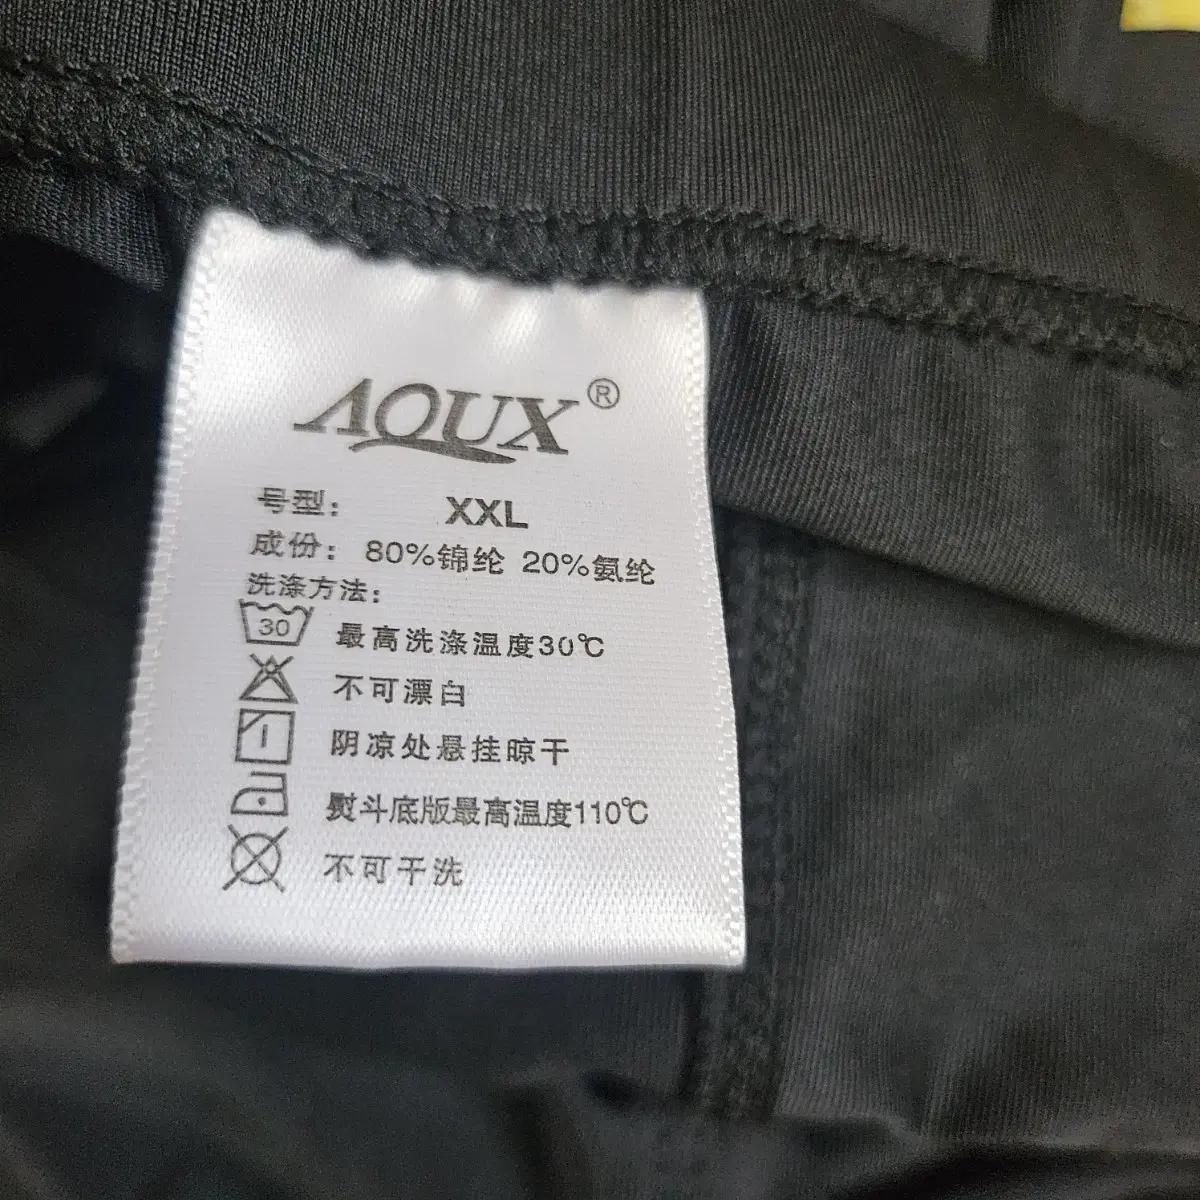 AQUX®
号型： XXL
成份： 80%锦纶 20%氨纶
洗涤方法：
30 最高洗涤温度30℃
不可漂白
阴凉处悬挂晾干
熨斗底版最高温度110℃
不可干洗